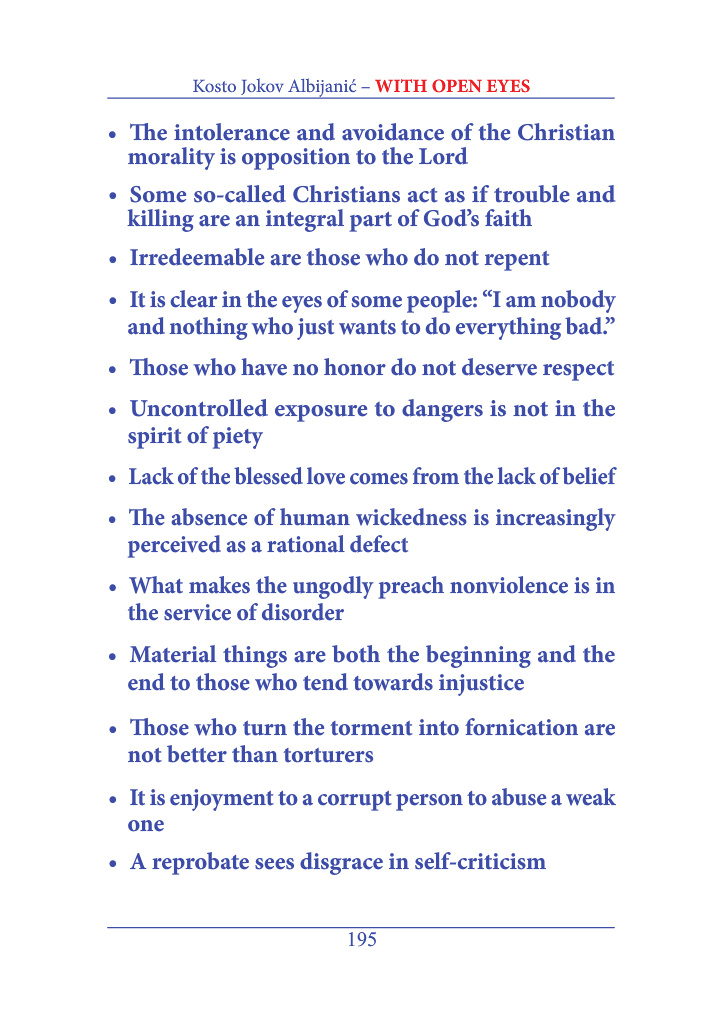 Kosto Jokov Albijanić – WITH OPEN EYES
• The intolerance and avoidance of the Christian
morality is opposition to the Lord
• Some so-called Christians act as if trouble and
killing are an integral part of God’s faith
• Irredeemable are those who do not repent
• It is clear in the eyes of some people: “I am nobody
and nothing who just wants to do everything bad.”
• Those who have no honor do not deserve respect
• Uncontrolled exposure to dangers is not in the
spirit of piety
• Lack of the blessed love comes from the lack of belief
• The absence of human wickedness is increasingly
perceived as a rational defect
• What makes the ungodly preach nonviolence is in
the service of disorder
• Material things are both the beginning and the
end to those who tend towards injustice
• Those who turn the torment into fornication are
not better than torturers
• It is enjoyment to a corrupt person to abuse a weak
one
• A reprobate sees disgrace in self-criticism
195